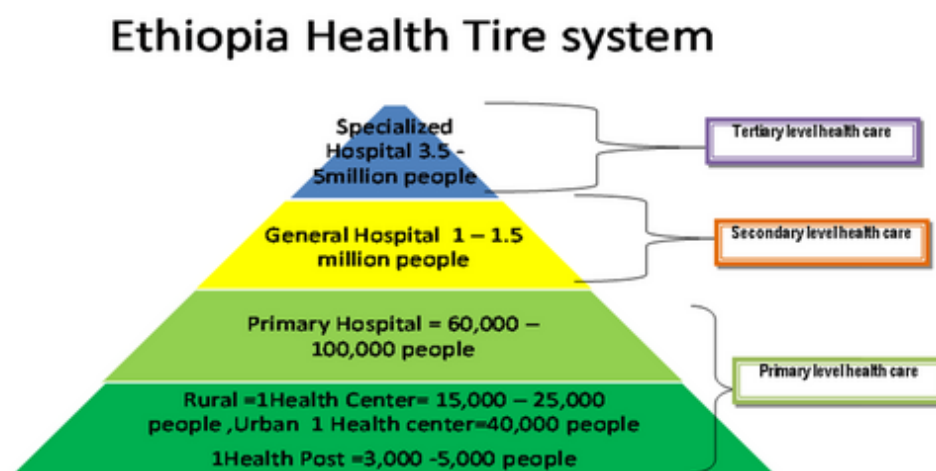 Ethiopia Health Tire system
Specialized
Hospital 3.5 -
5million people
Tertiary level health care
General Hospital 1 – 1.5
million people
Secondary level health care
Primary Hospital = 60,000 –
100,000 people
Primary level health care
Rural =1Health Center= 15,000 – 25,000
people ,Urban 1 Health center=40,000 people
1Health Post =3,000 -5,000 people